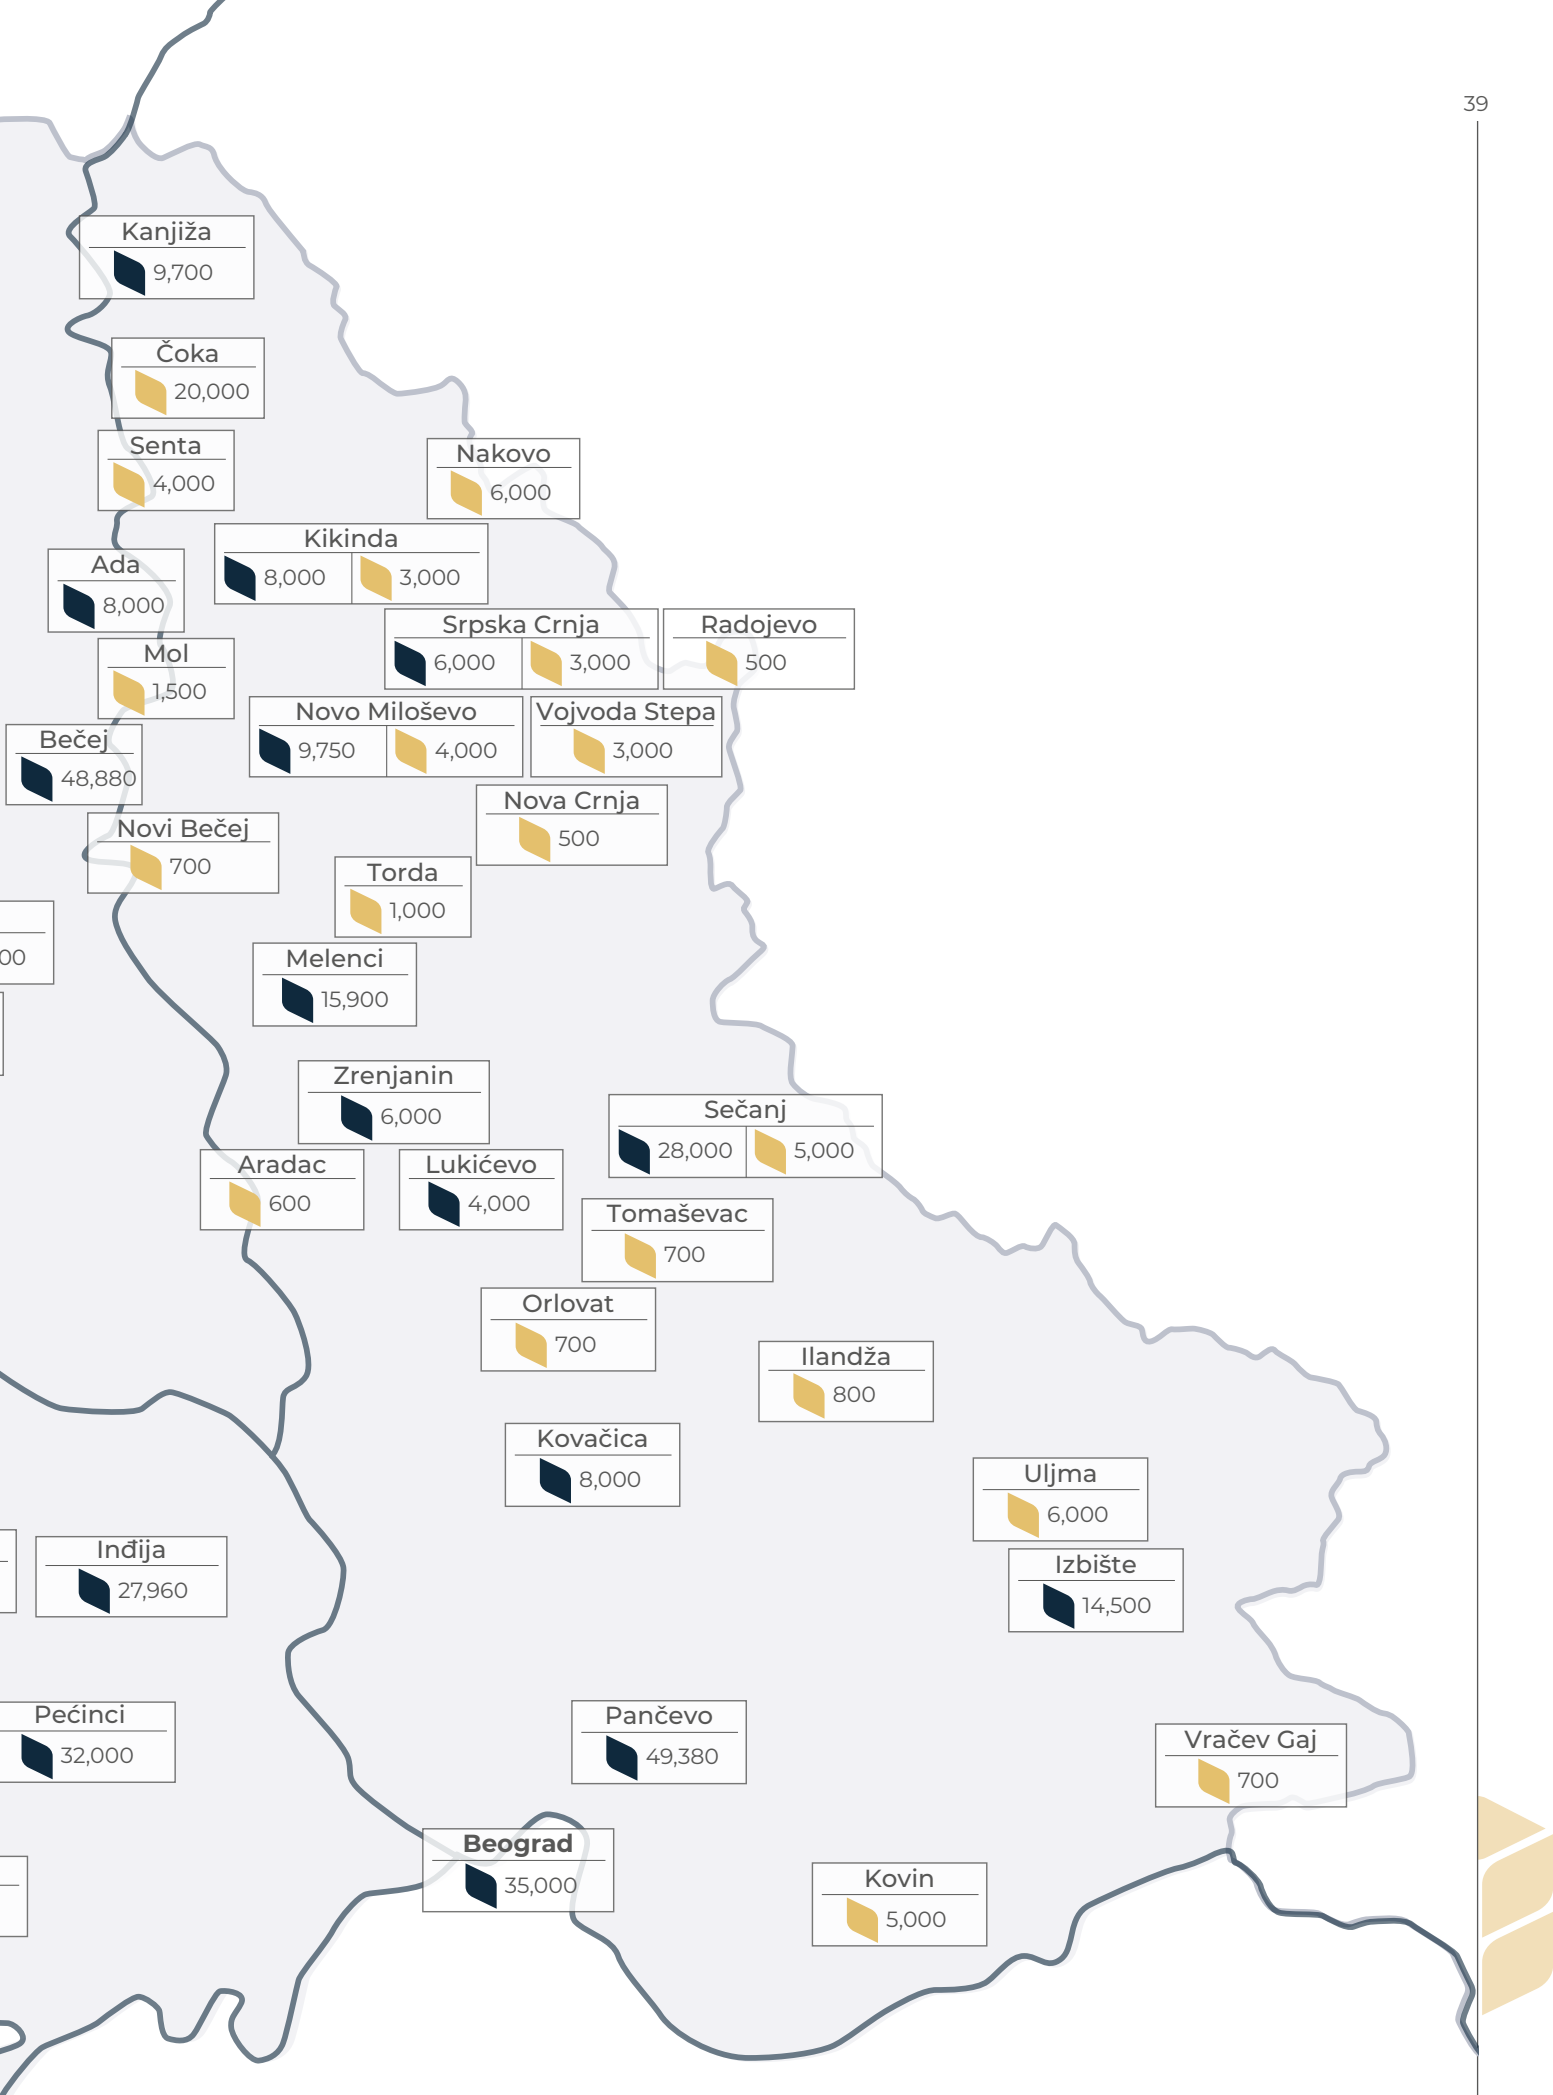 39
Kanjiža
9,700
Čoka
20,000
Senta
4,000
Nakovo
6,000
Kikinda
8,000 3,000
Ada
8,000
Srpska Crnja
6,000 3,000
Radojevo
500
Mol
1,500
Novo Miloševo
9,750 4,000
Vojvoda Stepa
3,000
Bečej
48,880
Nova Crnja
500
Novi Bečej
700
Torda
1,000
00
Melenci
15,900
Zrenjanin
6,000
Sečanj
28,000 5,000
Aradac
600
Lukićevo
4,000
Tomaševac
700
Orlovat
700
Ilandža
800
Kovačica
8,000
Uljma
6,000
Inđija
27,960
Izbište
14,500
Pećinci
32,000
Pančevo
49,380
Vračev Gaj
700
Beograd
35,000
Kovin
5,000